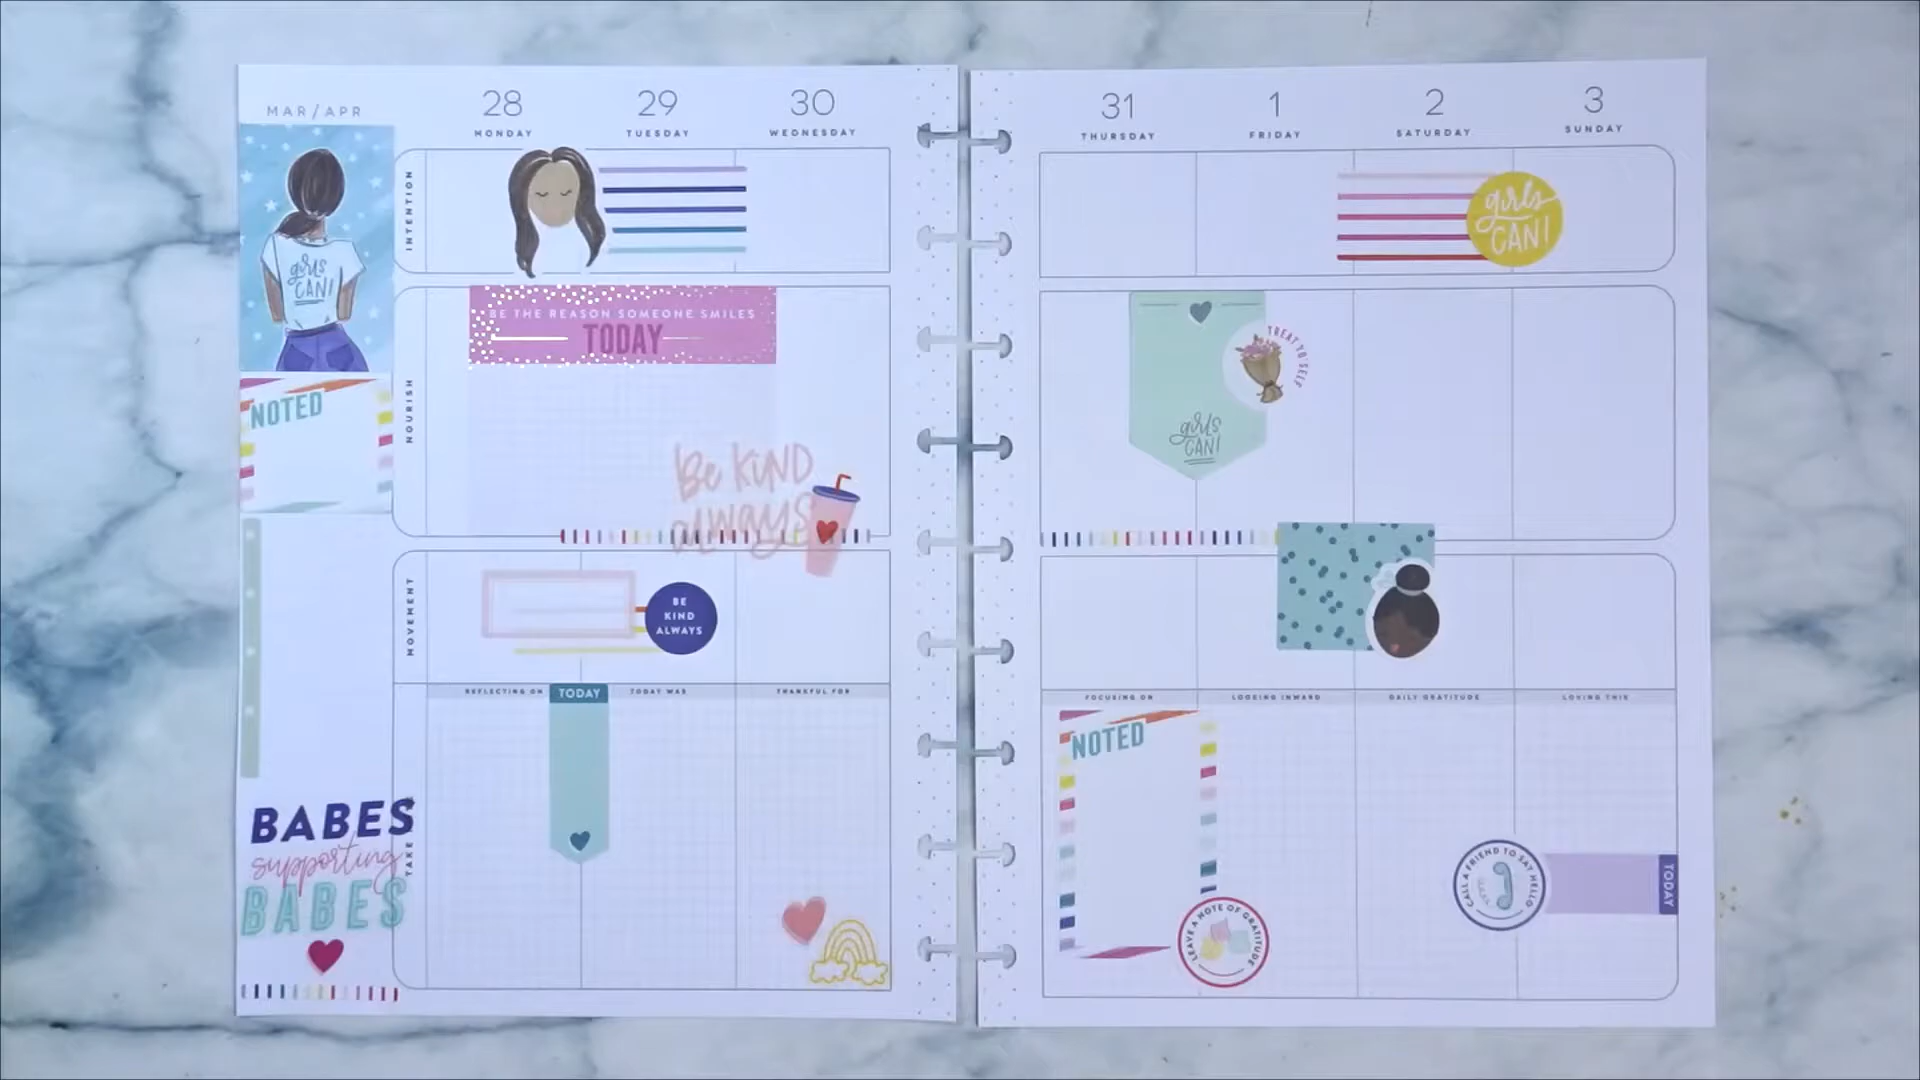 MAR/APR
28
MONDAY
29
TUESDAY
30
WEDNESDAY
girls
CAN!
NOTED
INTENTION
NOURISH
BE THE REASON SOMEONE SMILES
TODAY
BE KIND
always
MOVEMENT
BE
KIND
ALWAYS
REFLECTING ON
TODAY
TODAY WAS
THANKFUL FOR
BABES
supporting
BABES
TAKE
31
THURSDAY
1
FRIDAY
2
SATURDAY
3
SUNDAY
girls
CAN!
TREAT YO'SELF
girls
CAN!
FOCUSING ON
LOOKING INWARD
DAILY GRATITUDE
LOVING THIS
NOTED
LEAVE A NOTE OF GRATITUDE
CALL A FRIEND TO SAY HELLO
TODAY